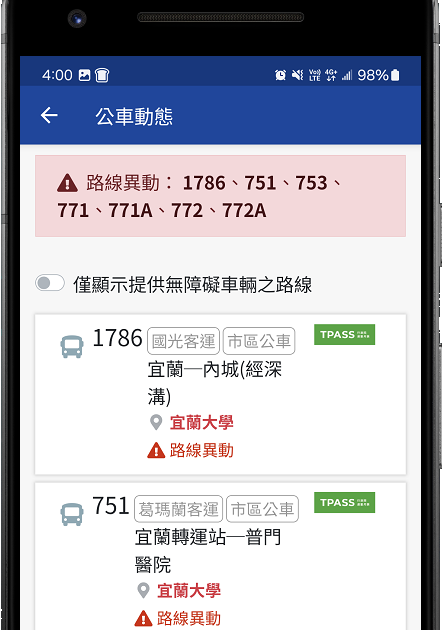 4:00 Vo) LTE 4G+ 98%
公車動態
路線異動： 1786、751、753、
771、771A、772、772A
僅顯示提供無障礙車輛之路線
1786 國光客運 市區公車 TPASS
宜蘭─內城(經深
溝)
宜蘭大學
路線異動
751 葛瑪蘭客運 市區公車 TPASS
宜蘭轉運站─普門
醫院
宜蘭大學
路線異動